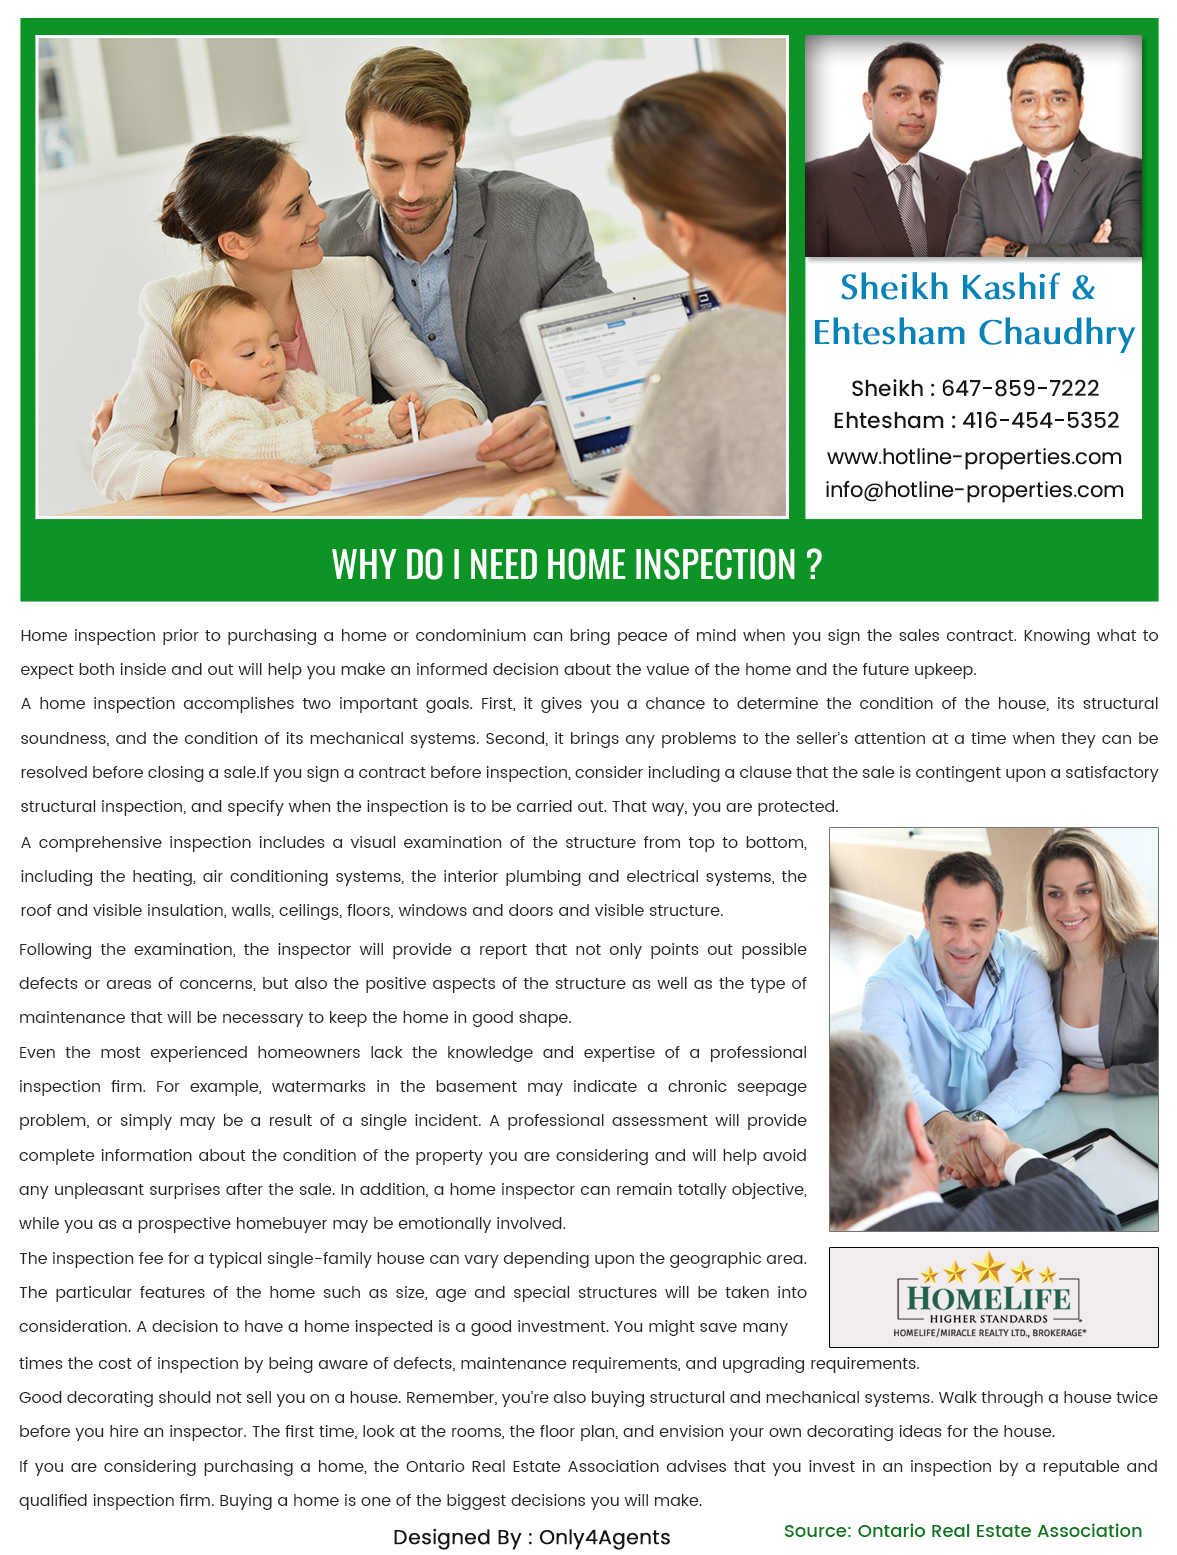 Sheikh Kashif &
Ehtesham Chaudhry
Sheikh : 647-859-7222
Ehtesham : 416-454-5352
www.hotline-properties.com
info@hotline-properties.com
WHY DO I NEED HOME INSPECTION ?
Home inspection prior to purchasing a home or condominium can bring peace of mind when you sign the sales contract. Knowing what to
expect both inside and out will help you make an informed decision about the value of the home and the future upkeep.
A home inspection accomplishes two important goals. First, it gives you a chance to determine the condition of the house, its structural
soundness, and the condition of its mechanical systems. Second, it brings any problems to the seller’s attention at a time when they can be
resolved before closing a sale.If you sign a contract before inspection, consider including a clause that the sale is contingent upon a satisfactory
structural inspection, and specify when the inspection is to be carried out. That way, you are protected.
A comprehensive inspection includes a visual examination of the structure from top to bottom,
including the heating, air conditioning systems, the interior plumbing and electrical systems, the
roof and visible insulation, walls, ceilings, floors, windows and doors and visible structure.
Following the examination, the inspector will provide a report that not only points out possible
defects or areas of concerns, but also the positive aspects of the structure as well as the type of
maintenance that will be necessary to keep the home in good shape.
Even the most experienced homeowners lack the knowledge and expertise of a professional
inspection firm. For example, watermarks in the basement may indicate a chronic seepage
problem, or simply may be a result of a single incident. A professional assessment will provide
complete information about the condition of the property you are considering and will help avoid
any unpleasant surprises after the sale. In addition, a home inspector can remain totally objective,
while you as a prospective homebuyer may be emotionally involved.
The inspection fee for a typical single-family house can vary depending upon the geographic area.
The particular features of the home such as size, age and special structures will be taken into
consideration. A decision to have a home inspected is a good investment. You might save many
times the cost of inspection by being aware of defects, maintenance requirements, and upgrading requirements.
HOMELIFE
HIGHER STANDARDS
HOMELIFE/MIRACLE REALTY LTD., BROKERAGE*
Good decorating should not sell you on a house. Remember, you’re also buying structural and mechanical systems. Walk through a house twice
before you hire an inspector. The first time, look at the rooms, the floor plan, and envision your own decorating ideas for the house.
If you are considering purchasing a home, the Ontario Real Estate Association advises that you invest in an inspection by a reputable and
qualified inspection firm. Buying a home is one of the biggest decisions you will make.
Designed By : Only4Agents
Source: Ontario Real Estate Association